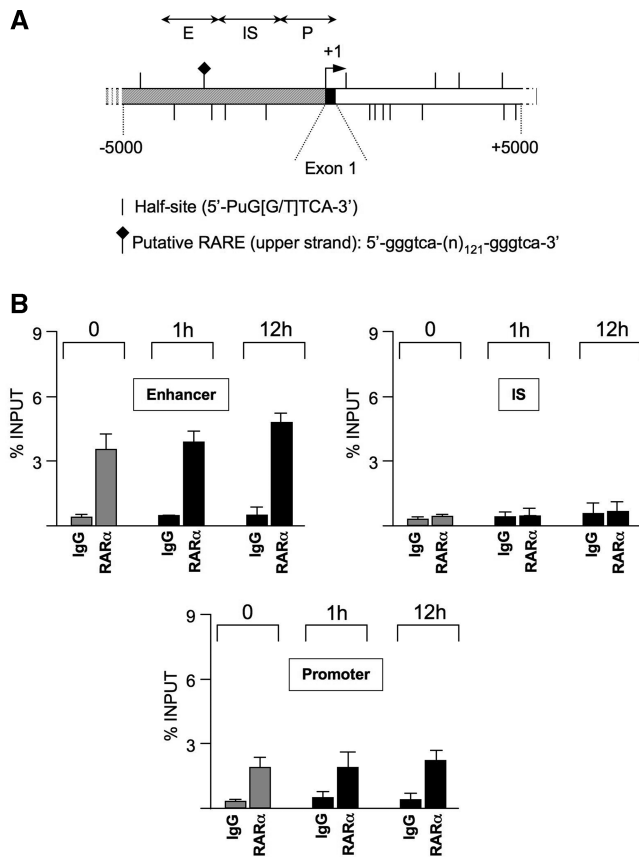 A
E IS P
+1
-5000 +5000
Exon 1
Half-site (5’-PuG[G/T]TCA-3’)
Putative RARE (upper strand): 5’-gggtca-(n)121-gggtca-3’
B
9
6
3
% INPUT
0 1h 12h
Enhancer
IgG RARα IgG RARα IgG RARα
9
6
3
% INPUT
0 1h 12h
IS
IgG RARα IgG RARα IgG RARα
9
6
3
% INPUT
0 1h 12h
Promoter
IgG RARα IgG RARα IgG RARα